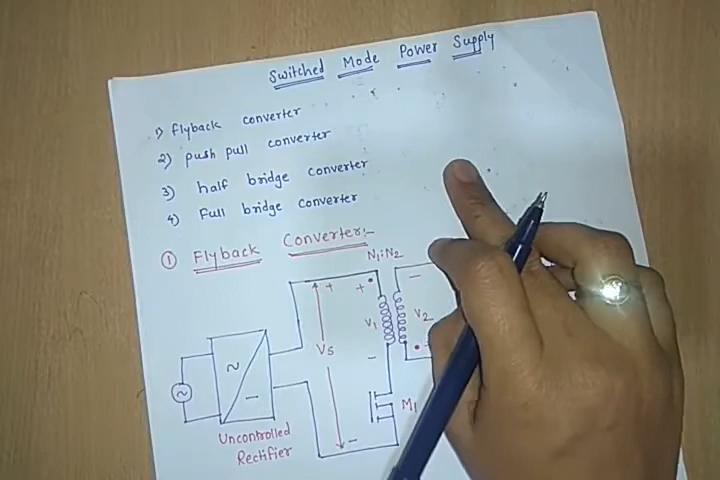 Switched Mode Power Supply
1) flyback converter
2) push pull converter
3) half bridge converter
4) Full bridge converter
① Flyback Converter:-
N1:N2
+ + −
V1 V2
Vs
~
~ −
− +
M1
−
Uncontrolled
Rectifier